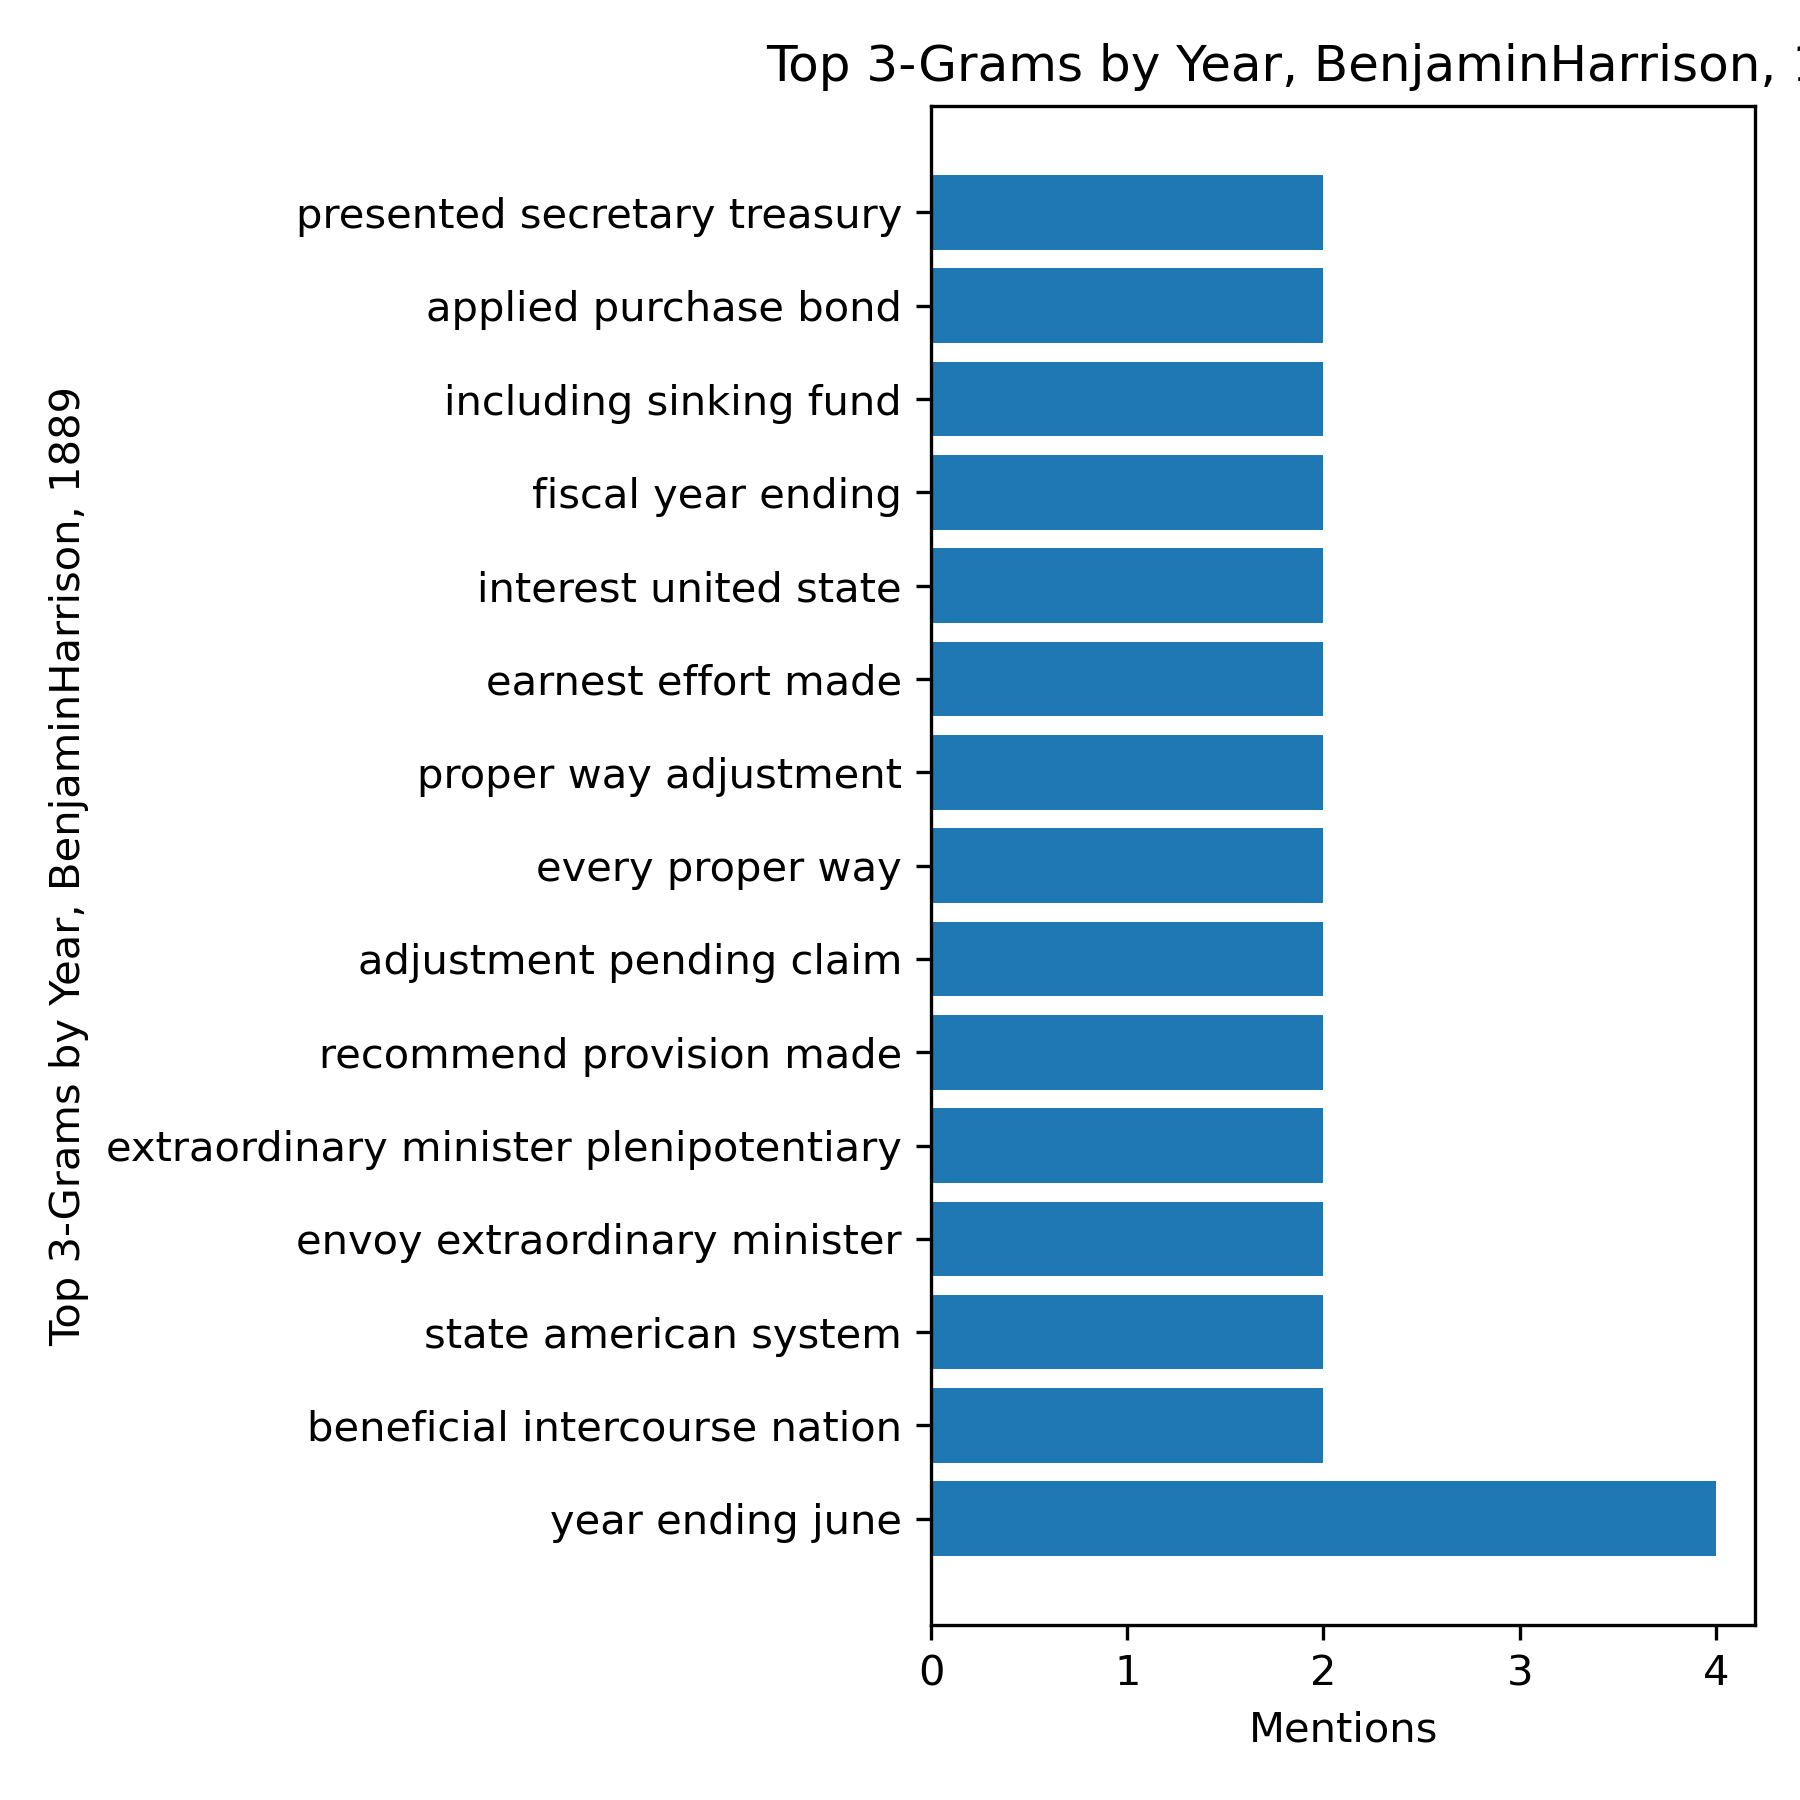 Top 3-Grams by Year, BenjaminHarrison,
Top 3-Grams by Year, BenjaminHarrison, 1889
presented secretary treasury
applied purchase bond
including sinking fund
fiscal year ending
interest united state
earnest effort made
proper way adjustment
every proper way
adjustment pending claim
recommend provision made
extraordinary minister plenipotentiary
envoy extraordinary minister
state american system
beneficial intercourse nation
year ending june
0 1 2 3 4
Mentions